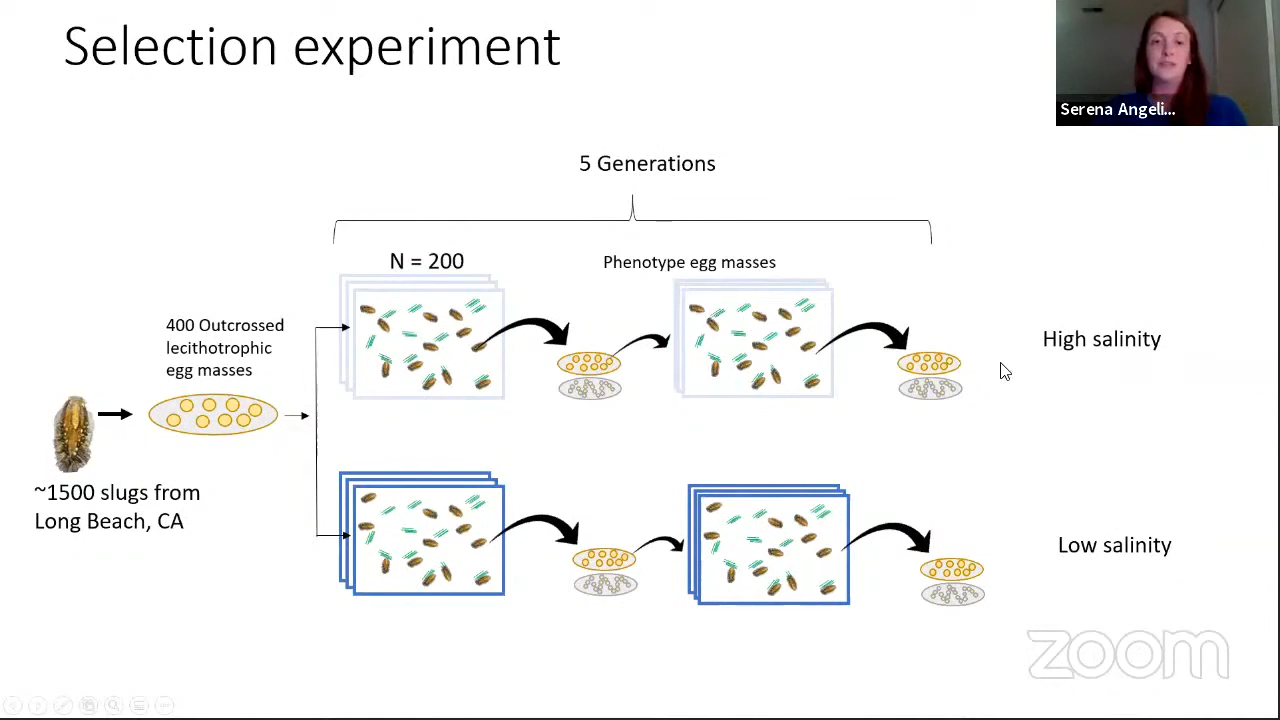 Selection experiment
Serena Angeli...
5 Generations
N = 200
Phenotype egg masses
400 Outcrossed
lecithotrophic
egg masses
High salinity
~1500 slugs from
Long Beach, CA
Low salinity
zoom